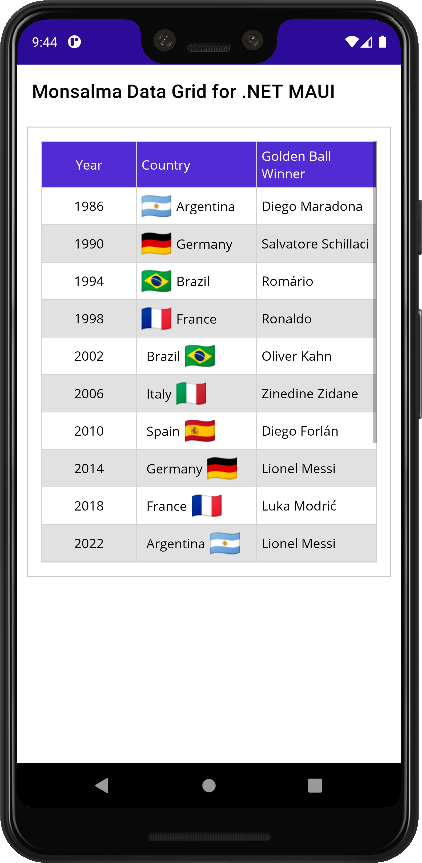 9:44
Monsalma Data Grid for .NET MAUI
Year Country Golden Ball
Winner
1986 Argentina Diego Maradona
1990 Germany Salvatore Schillaci
1994 Brazil Romário
1998 France Ronaldo
2002 Brazil Oliver Kahn
2006 Italy Zinedine Zidane
2010 Spain Diego Forlán
2014 Germany Lionel Messi
2018 France Luka Modrić
2022 Argentina Lionel Messi